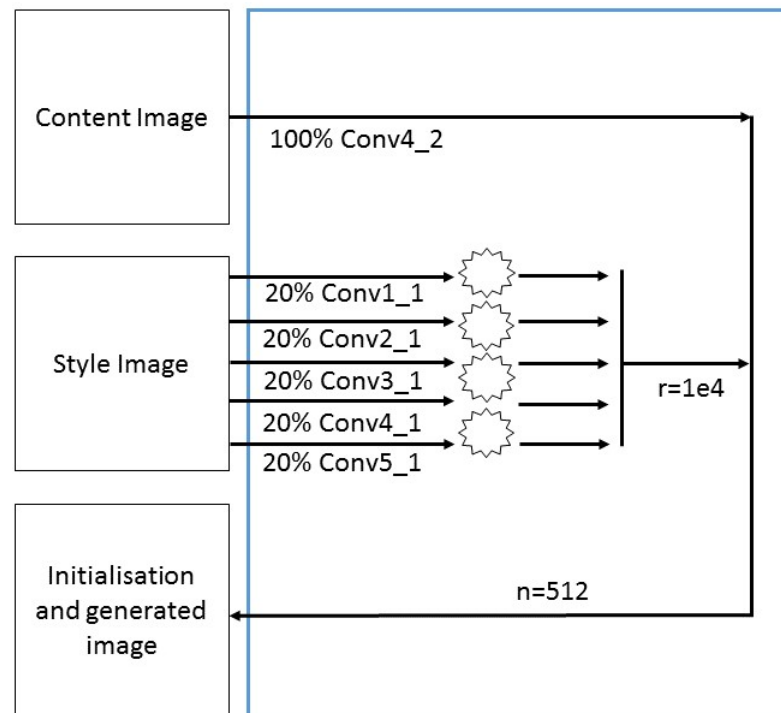 Content Image
100% Conv4_2
20% Conv1_1
20% Conv2_1
Style Image
20% Conv3_1
r=1e4
20% Conv4_1
20% Conv5_1
Initialisation
and generated
image
n=512